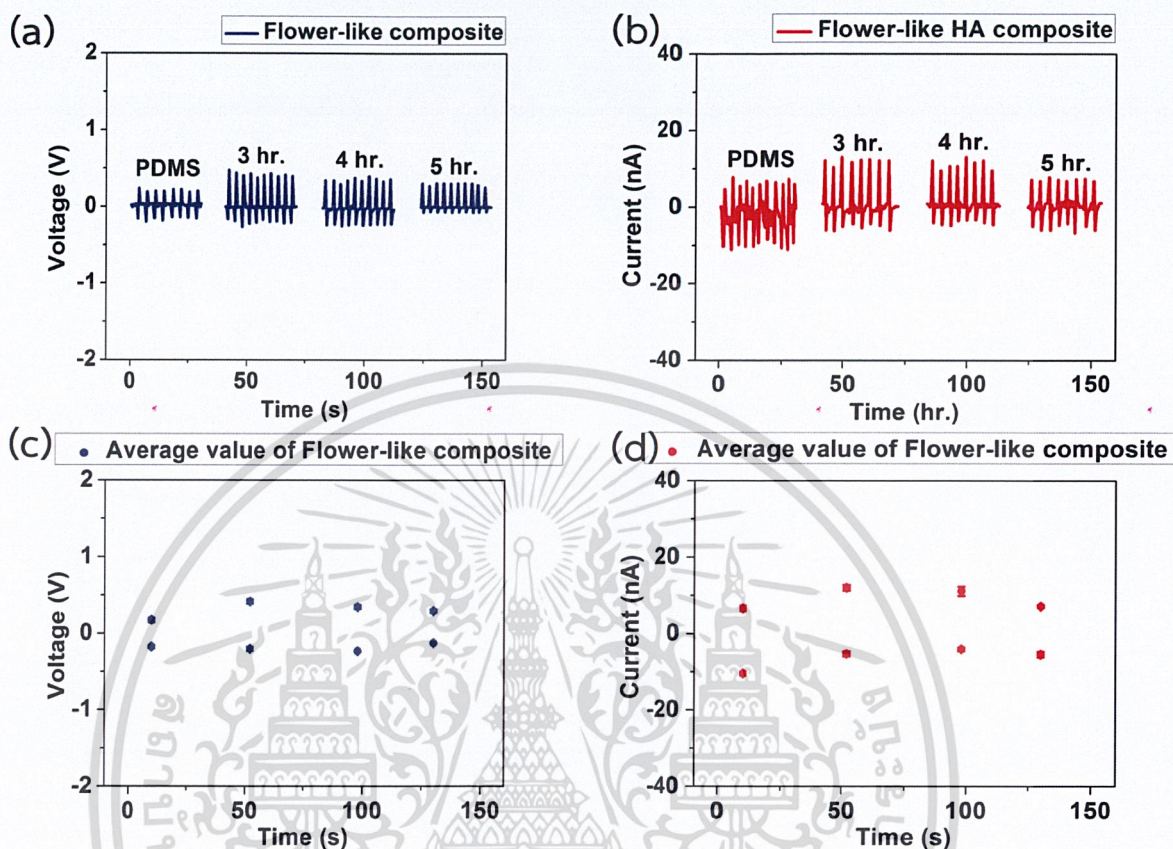 (a)
Flower-like composite
2
1
0
-1
-2
Voltage (V)
PDMS
3 hr.
4 hr.
5 hr.
0 50 100 150
Time (s)
(b)
Flower-like HA composite
40
20
0
-20
-40
Current (nA)
PDMS
3 hr.
4 hr.
5 hr.
0 50 100 150
Time (hr.)
(c)
Average value of Flower-like composite
2
1
0
-1
-2
Voltage (V)
0 50 100 150
Time (s)
(d)
Average value of Flower-like composite
40
20
0
-20
-40
Current (nA)
0 50 100 150
Time (s)